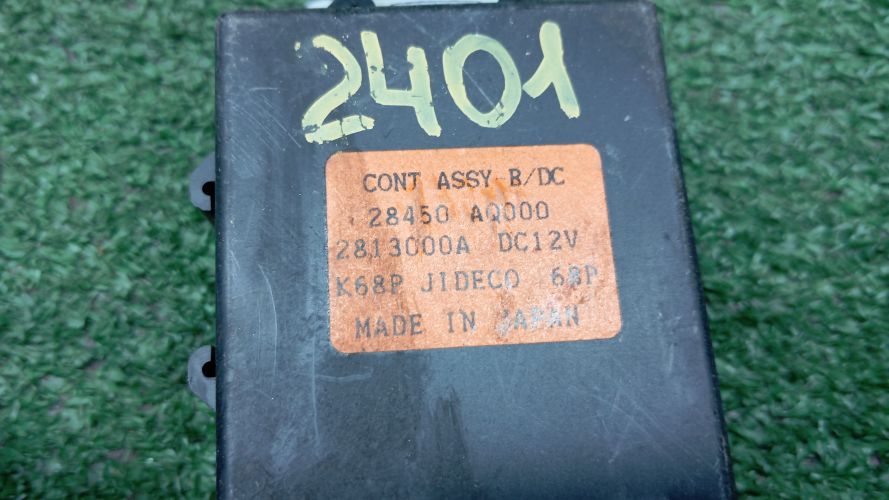 2401
CONT ASSY-B/DC
28450 AQ000
2813000A DC12V
K68P JIDECO 68P
MADE IN JAPAN